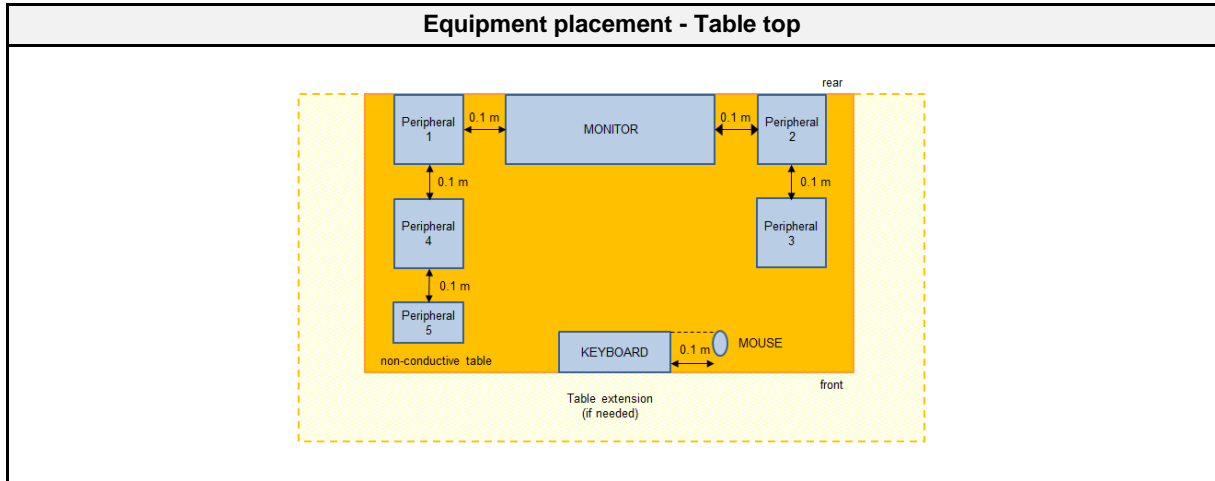 Equipment placement - Table top
rear
Peripheral
1
0.1 m
MONITOR
0.1 m
Peripheral
2
0.1 m
0.1 m
Peripheral
4
Peripheral
3
0.1 m
Peripheral
5
KEYBOARD
0.1 m
MOUSE
non-conductive table
front
Table extension
(if needed)